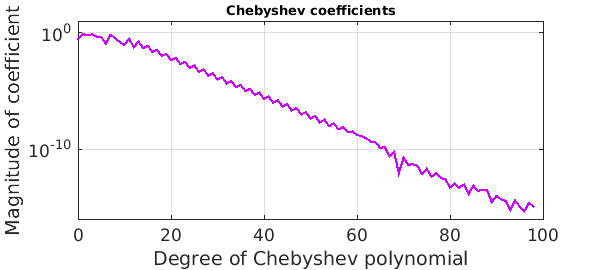 Chebyshev coefficients
Magnitude of coefficient
10^0
10^-10
0 20 40 60 80 100
Degree of Chebyshev polynomial